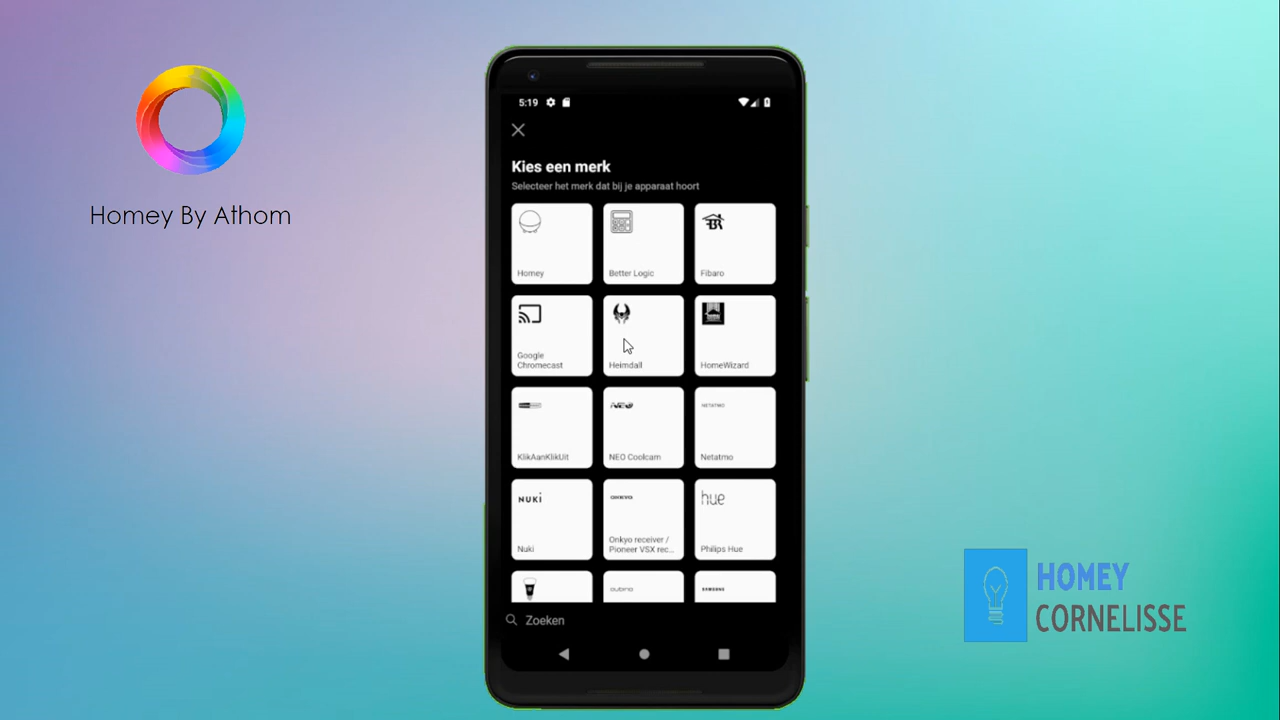 Homey By Athom
5:19
Kies een merk
Selecteer het merk dat bij je apparaat hoort
Homey
Better Logic
Fibaro
Google
Chromecast
Heimdall
HomeWizard
KlikAanKlikUit
NEO
NEO Coolcam
NETATMO
Netatmo
NUKI
Nuki
ONKYO
Onkyo receiver /
Pioneer VSX rec...
hue
Philips Hue
SAMSUNG
Zoeken
HOMEY
CORNELISSE